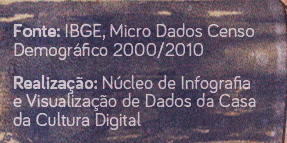 Fonte: IBGE, Micro Dados Censo
Demográfico 2000/2010
Realização: Núcleo de Infografia
e Visualização de Dados da Casa
da Cultura Digital